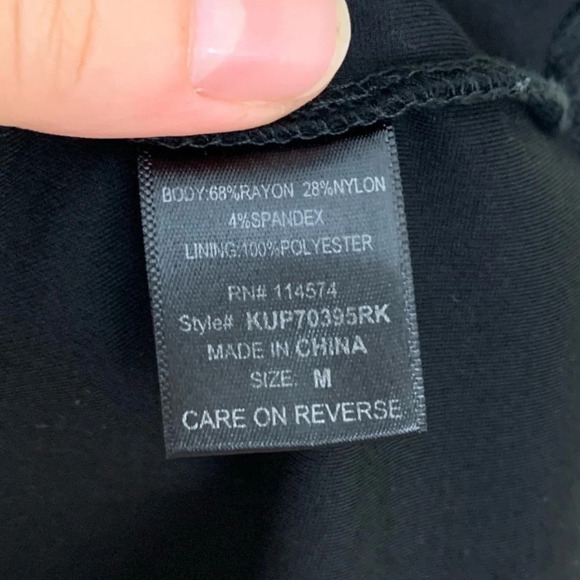 BODY:68%RAYON 28%NYLON
4%SPANDEX
LINING:100%POLYESTER
RN# 114574
Style# KUP70395RK
MADE IN CHINA
SIZE: M
CARE ON REVERSE